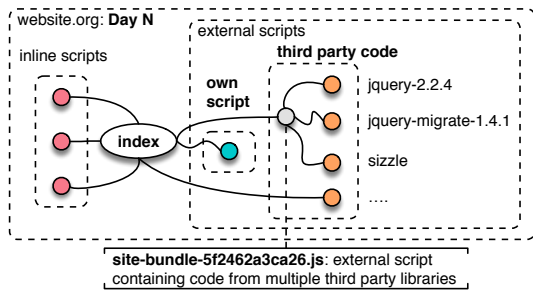 website.org: Day N
external scripts
inline scripts
third party code
own
script
index
jquery-2.2.4
jquery-migrate-1.4.1
sizzle
....
site-bundle-5f2462a3ca26.js: external script
containing code from multiple third party libraries